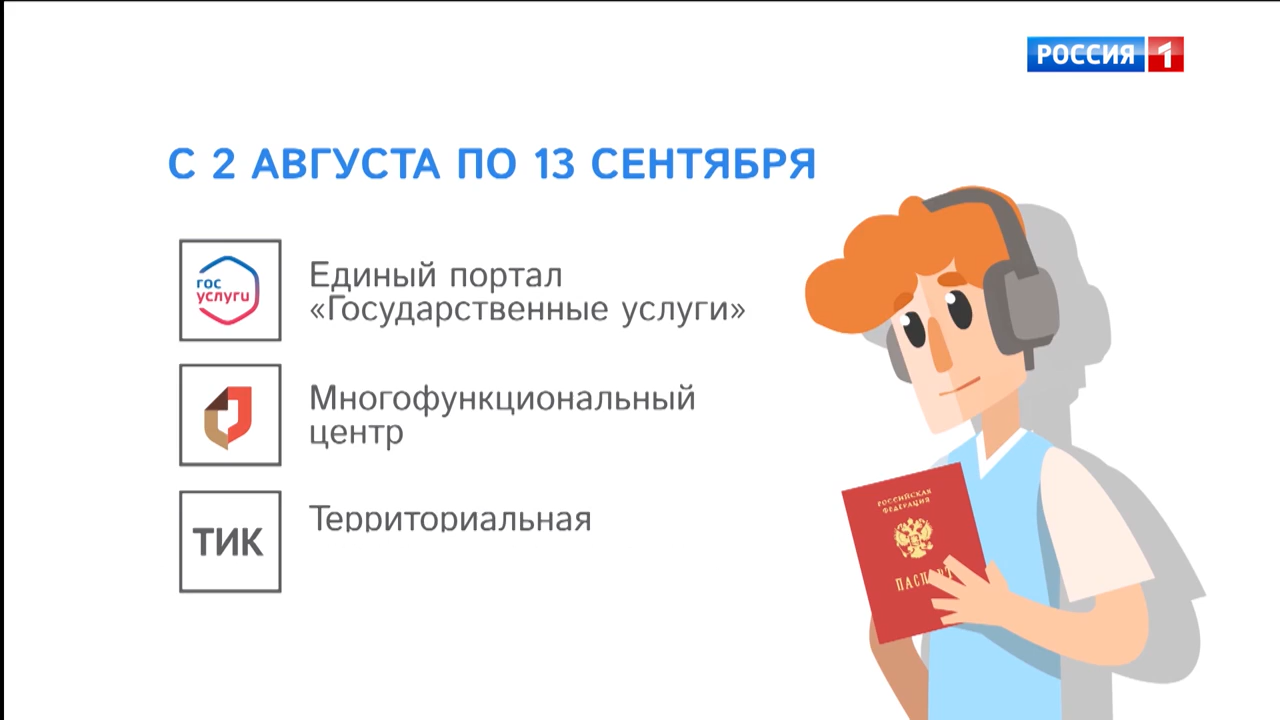 РОССИЯ 1
С 2 АВГУСТА ПО 13 СЕНТЯБРЯ
гос
услуги
Единый портал
«Государственные услуги»
Многофункциональный
центр
ТИК
Территориальная
РОССИЙСКАЯ
ФЕДЕРАЦИЯ